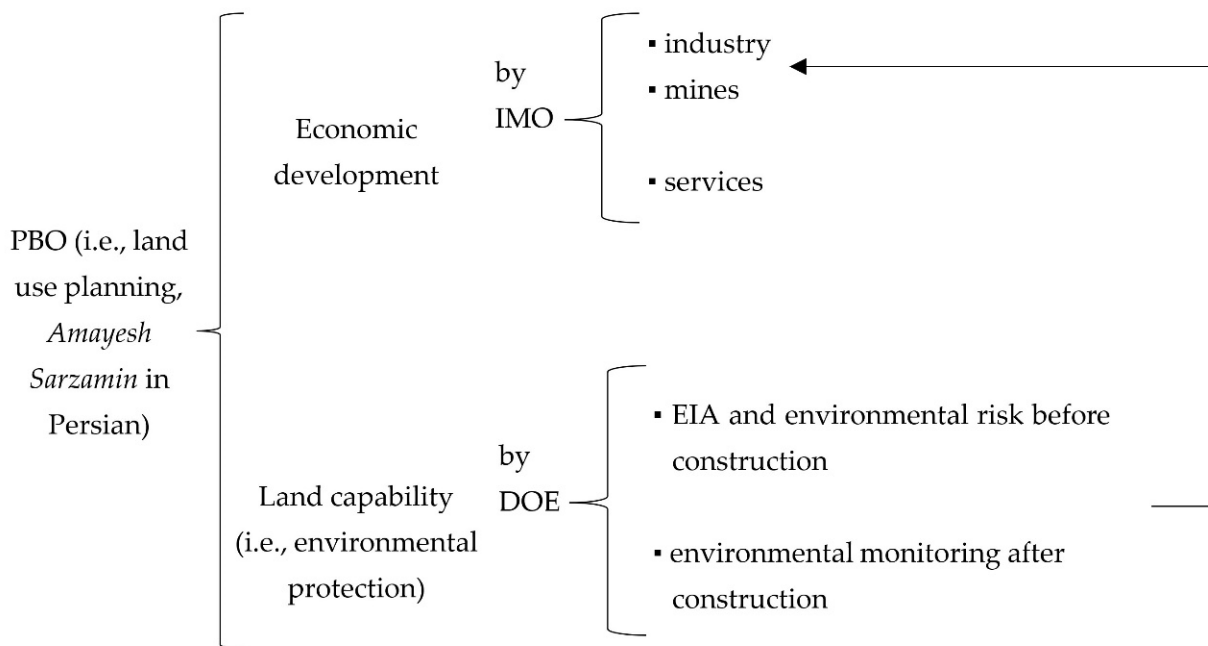 PBO (i.e., land
use planning,
Amayesh
Sarzamin in
Persian)
Economic
development
by
IMO
▪ industry
▪ mines
▪ services
Land capability
(i.e., environmental
protection)
by
DOE
▪ EIA and environmental risk before
construction
▪ environmental monitoring after
construction